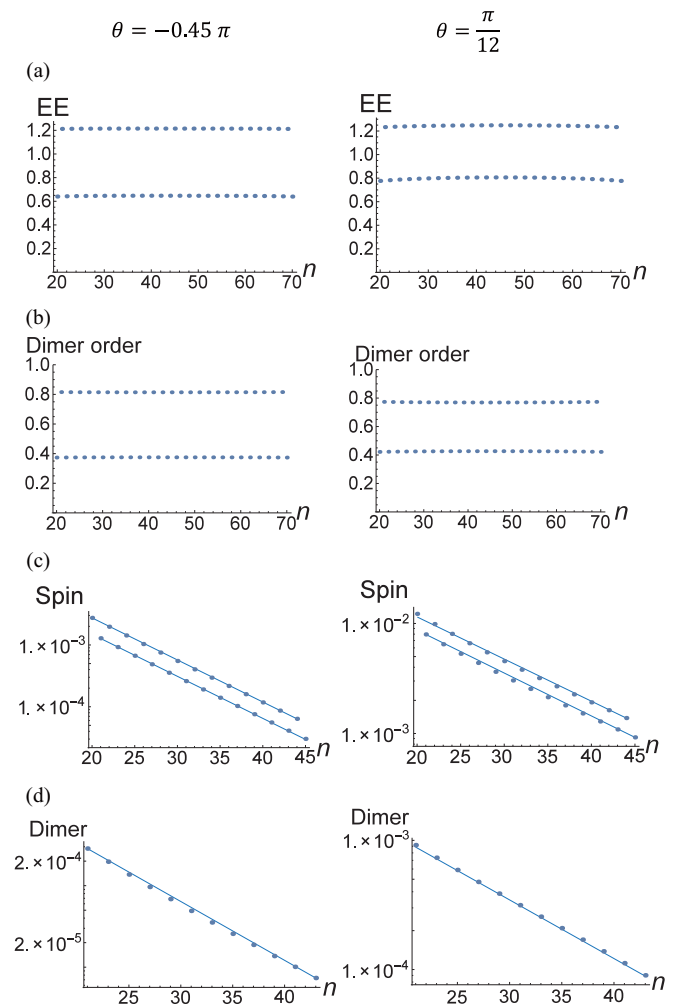 θ = −0.45 π
θ = π/12
(a)
EE
1.2
1.0
0.8
0.6
0.4
0.2
20 30 40 50 60 70 n
EE
1.2
1.0
0.8
0.6
0.4
0.2
20 30 40 50 60 70 n
(b)
Dimer order
1.0
0.8
0.6
0.4
0.2
20 30 40 50 60 70 n
Dimer order
1.0
0.8
0.6
0.4
0.2
20 30 40 50 60 70 n
(c)
Spin
1. × 10⁻³
1. × 10⁻⁴
20 25 30 35 40 45 n
Spin
1. × 10⁻²
1. × 10⁻³
20 25 30 35 40 45 n
(d)
Dimer
2. × 10⁻⁴
2. × 10⁻⁵
25 30 35 40 n
Dimer
1. × 10⁻³
1. × 10⁻⁴
25 30 35 40 n